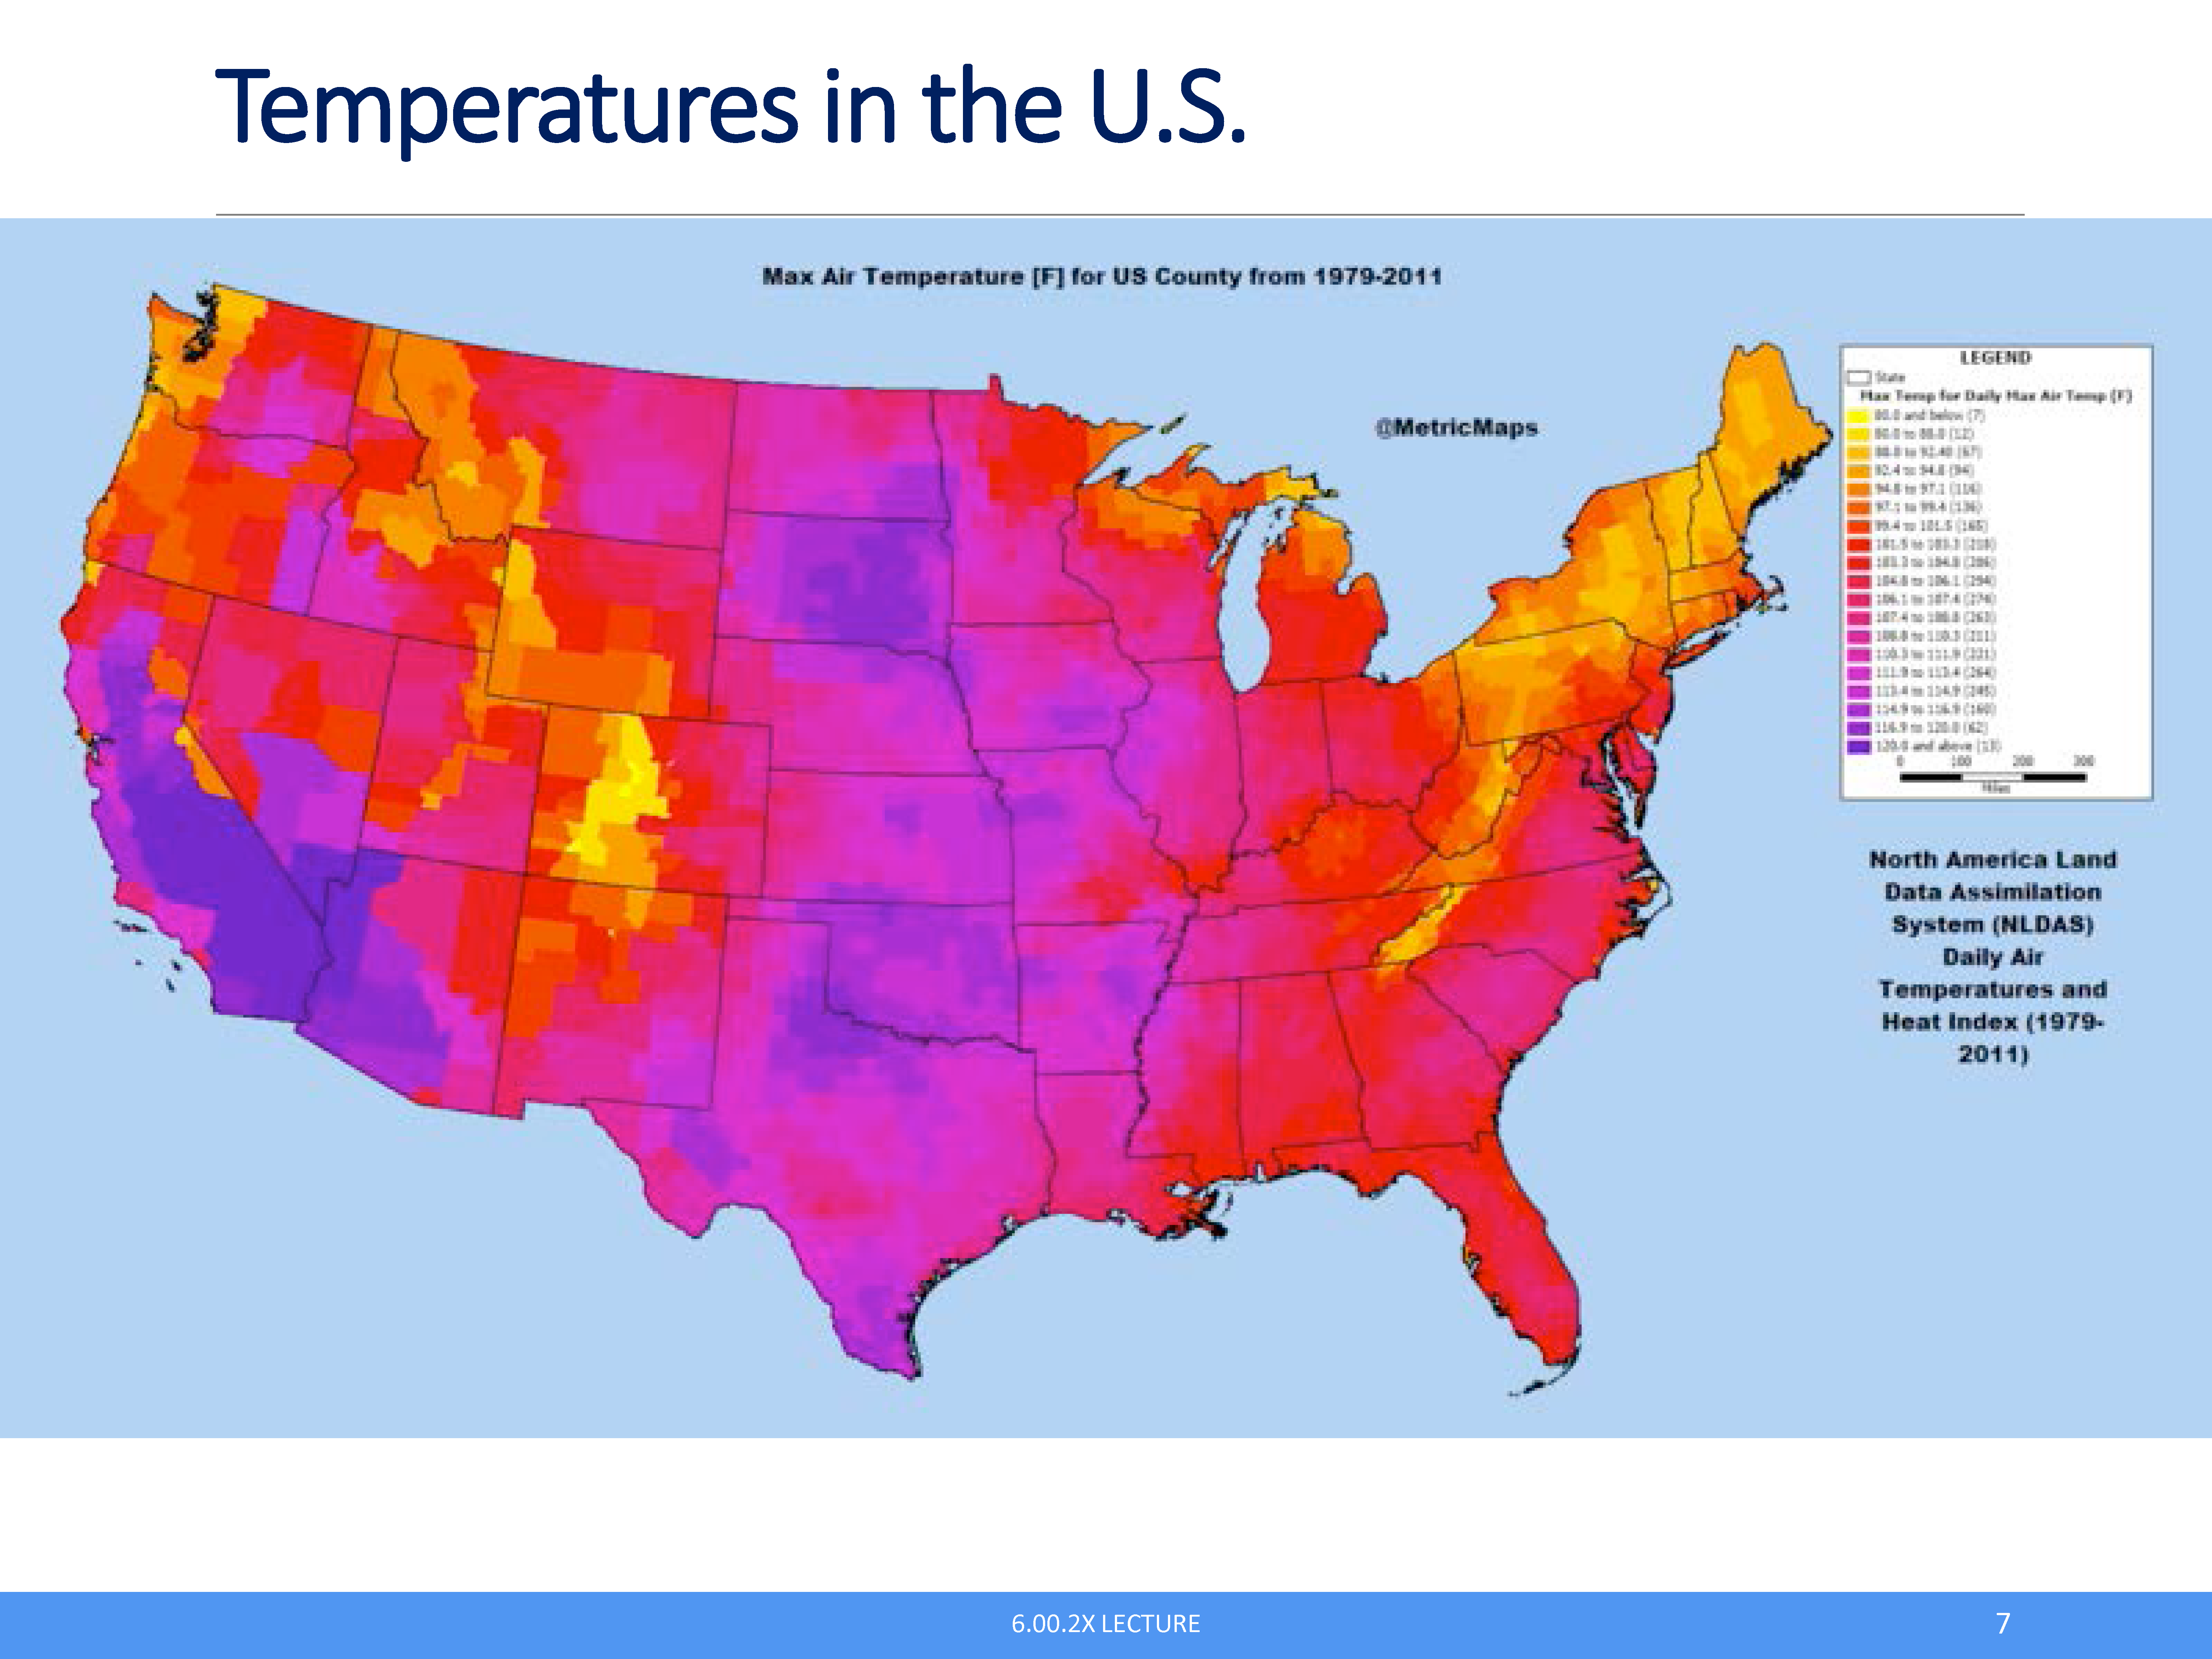 Temperatures in the U.S.
Max Air Temperature [F] for US County from 1979-2011
@MetricMaps
LEGEND
State
Max Temp for Daily Max Air Temp (F)
80.0 and below (7)
80.0 to 88.0 (12)
88.0 to 92.40 (67)
92.4 to 94.8 (94)
94.8 to 97.1 (116)
97.1 to 99.4 (136)
99.4 to 101.5 (165)
101.5 to 103.3 (218)
103.3 to 104.8 (286)
104.8 to 106.1 (294)
106.1 to 107.4 (274)
107.4 to 108.8 (263)
108.8 to 110.3 (211)
110.3 to 111.9 (221)
111.9 to 113.4 (264)
113.4 to 114.9 (245)
114.9 to 116.9 (160)
116.9 to 120.0 (62)
120.0 and above (13)
0 100 200 300
Miles
North America Land
Data Assimilation
System (NLDAS)
Daily Air
Temperatures and
Heat Index (1979-
2011)
6.00.2X LECTURE
7